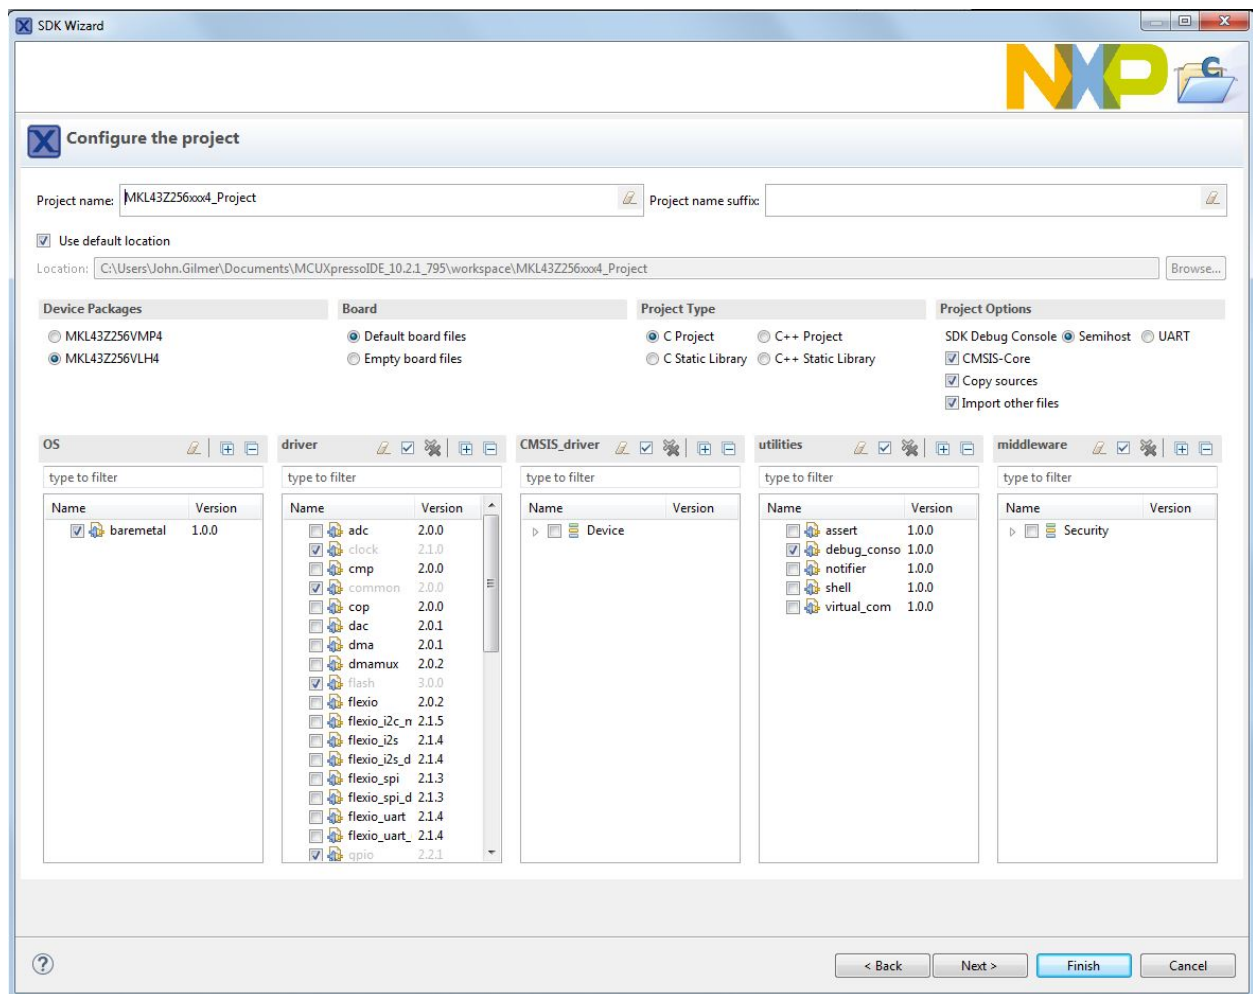 SDK Wizard
NXP
Configure the project
Project name: MKL43Z256xxx4_Project Project name suffix:
Use default location
Location: C:\Users\John.Gilmer\Documents\MCUXpressoIDE_10.2.1_795\workspace\MKL43Z256xxx4_Project Browse...
Device Packages Board Project Type Project Options
MKL43Z256VMP4 Default board files C Project C++ Project SDK Debug Console Semihost UART
MKL43Z256VLH4 Empty board files C Static Library C++ Static Library CMSIS-Core
Copy sources
Import other files
OS driver CMSIS_driver utilities middleware
type to filter type to filter type to filter type to filter type to filter
Name Version Name Version Name Version Name Version Name Version
baremetal 1.0.0 adc 2.0.0 Device assert 1.0.0 Security
clock 2.1.0 debug_conso 1.0.0
cmp 2.0.0 notifier 1.0.0
common 2.0.0 shell 1.0.0
cop 2.0.0 virtual_com 1.0.0
dac 2.0.1
dma 2.0.1
dmamux 2.0.2
flash 3.0.0
flexio 2.0.2
flexio_i2c_n 2.1.5
flexio_i2s 2.1.4
flexio_i2s_d 2.1.4
flexio_spi 2.1.3
flexio_spi_d 2.1.3
flexio_uart 2.1.4
flexio_uart_ 2.1.4
gpio 2.2.1
< Back Next > Finish Cancel